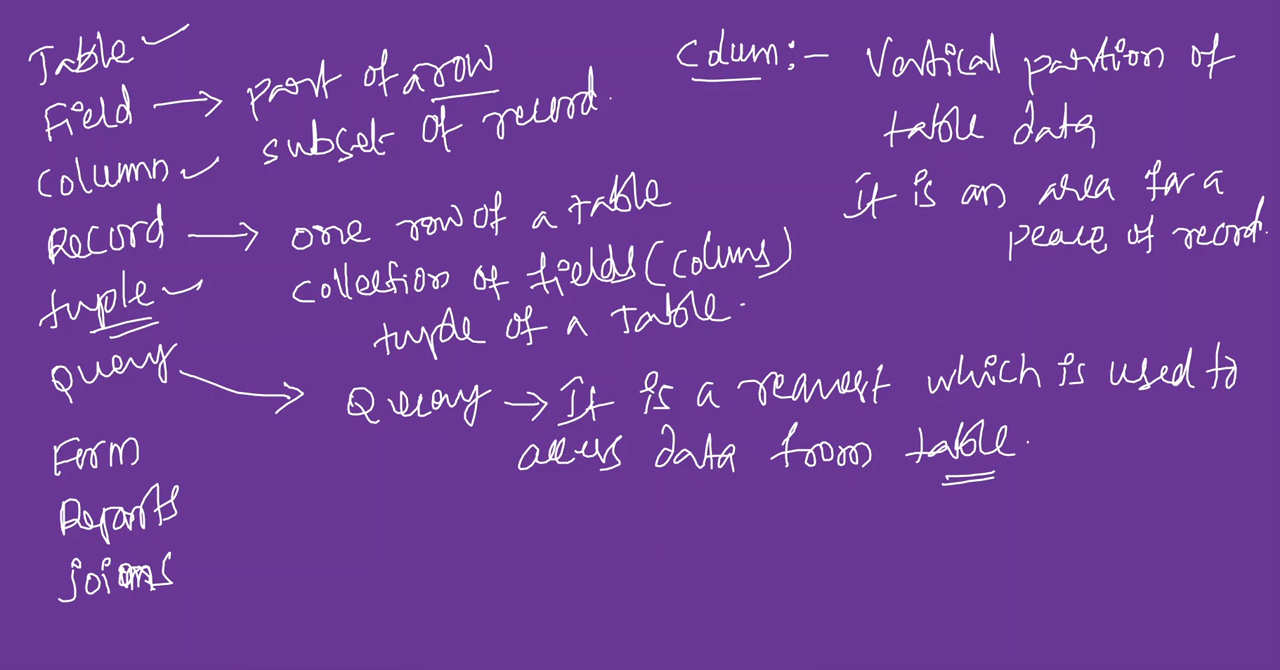 Table
Field → part of a row
subset of record.
Column
Record → one row of a table
collection of fields (colums)
tuple of a table.
tuple
Query → Query → It is a request which is used to
access data from table.
Form
Reports
joins
Colum :- Vertical partion of
table data
It is an area for a
peace of record.